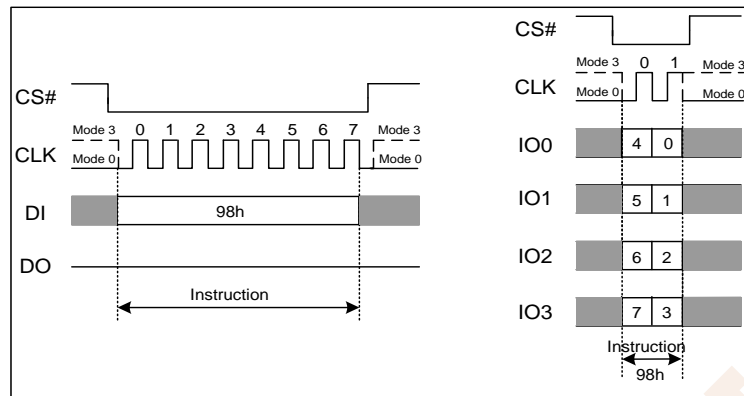 CS#
Mode 3 0 1 2 3 4 5 6 7 Mode 3
CLK
Mode 0 Mode 0
DI 98h
DO
Instruction
CS#
Mode 3 0 1 Mode 3
CLK
Mode 0 Mode 0
IO0 4 0
IO1 5 1
IO2 6 2
IO3 7 3
Instruction
98h